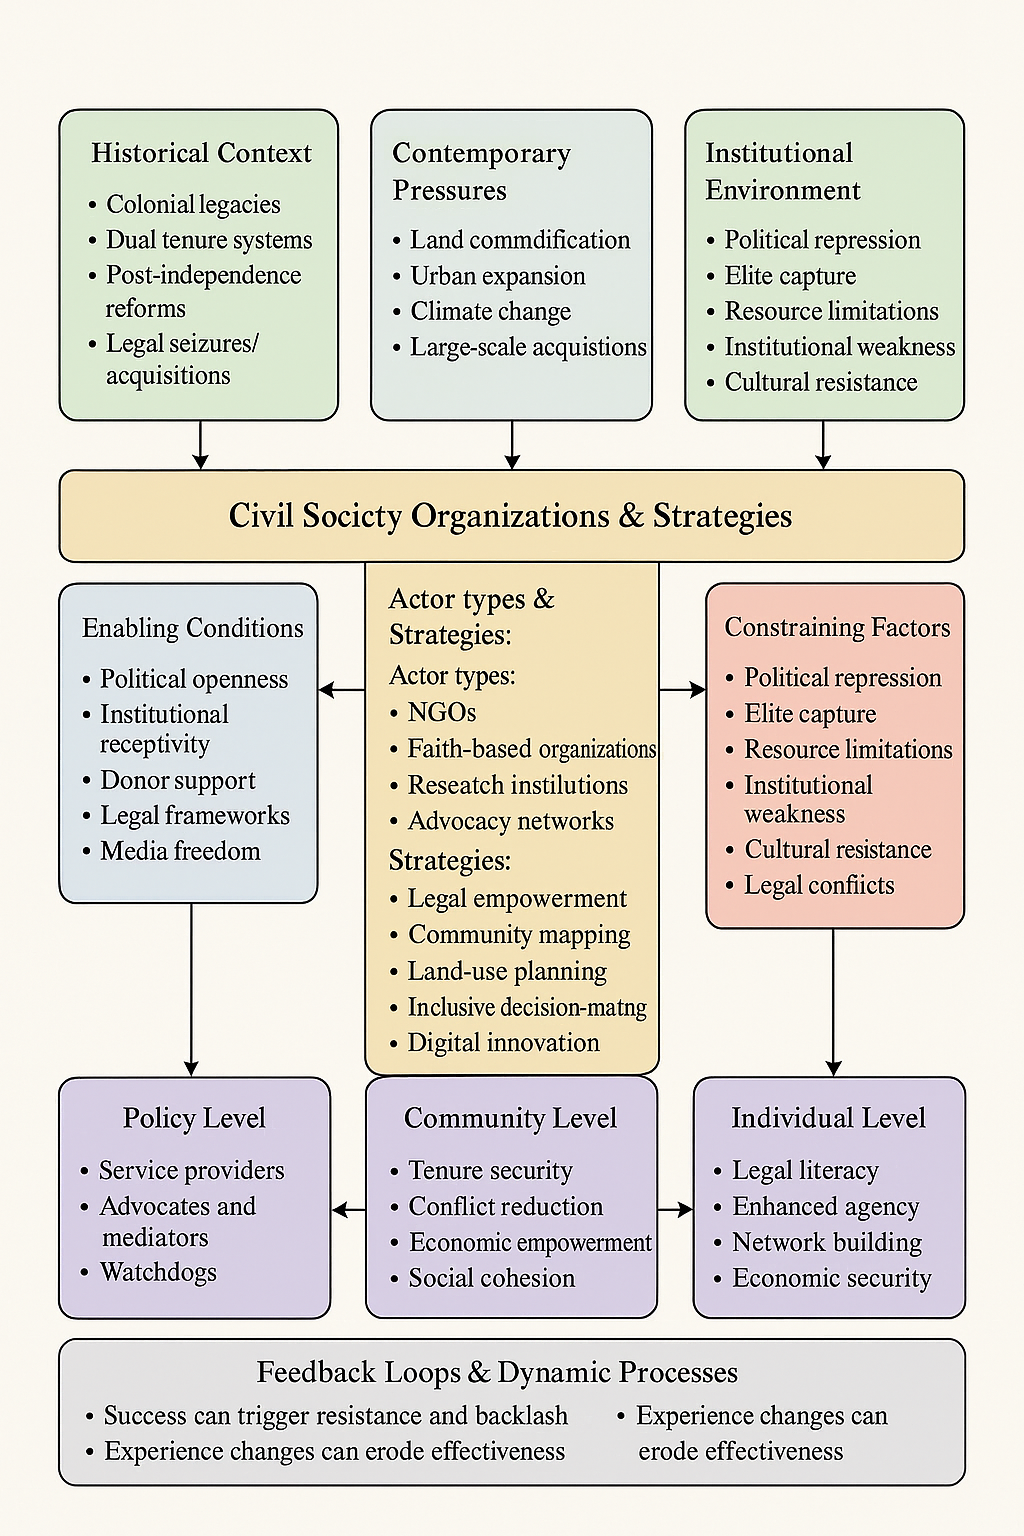 Historical Context
• Colonial legacies
• Dual tenure systems
• Post-independence
reforms
• Legal seizures/
acquisitions
Contemporary
Pressures
• Land commdification
• Urban expansion
• Climate change
• Large-scale acquistions
Institutional
Environment
• Political repression
• Elite capture
• Resource limitations
• Institutional weakness
• Cultural resistance
Civil Socicty Organizations & Strategies
Enabling Conditions
• Political openness
• Institutional
receptivity
• Donor support
• Legal frameworks
• Media freedom
Actor types &
Strategies:
Actor types:
• NGOs
• Faith-based organizations
• Research instilutions
• Advocacy networks
Strategies:
• Legal empowerment
• Community mapping
• Land-use planning
• Inclusive decision-matng
• Digital innovation
Constraining Factors
• Political repression
• Elite capture
• Resource limitations
• Institutional
weakness
• Cultural resistance
• Legal confiicts
Policy Level
• Service providers
• Advocates and
mediators
• Watchdogs
Community Level
• Tenure security
• Conflict reduction
• Economic empowerment
• Social cohesion
Individual Level
• Legal literacy
• Enhanced agency
• Network building
• Economic security
Feedback Loops & Dynamic Processes
• Success can trigger resistance and backlash
• Experience changes can erode effectiveness
• Experience changes can
erode effectiveness